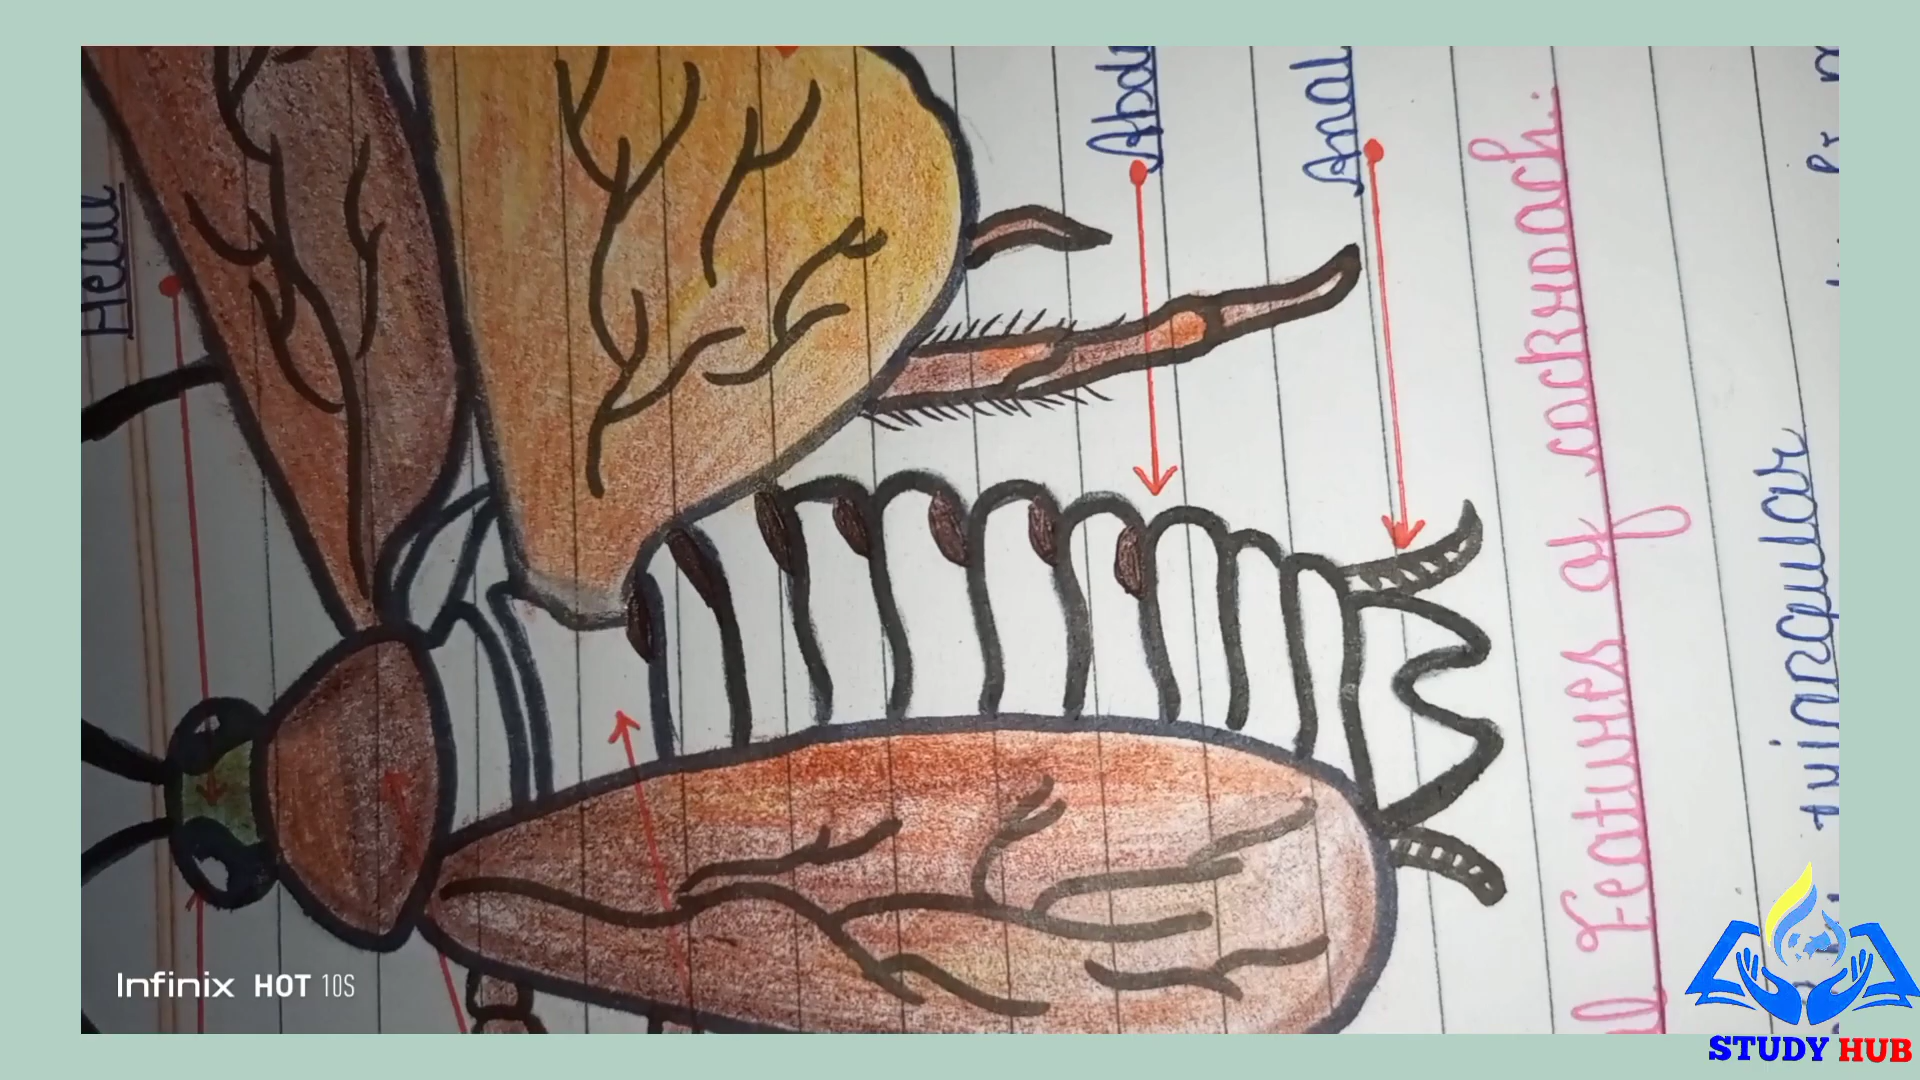 Head
Abd
Anal
Features of cockroach.
triangular
Infinix HOT 10S
STUDY HUB